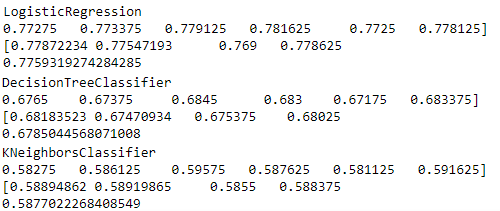 LogisticRegression
0.77275 0.773375 0.779125 0.781625 0.7725 0.778125]
[0.77872234 0.77547193 0.769 0.778625
0.7759319274284285
DecisionTreeClassifier
0.6765 0.67375 0.6845 0.683 0.67175 0.683375]
[0.68183523 0.67470934 0.675375 0.68025
0.6785044568071008
KNeighborsClassifier
0.58275 0.586125 0.59575 0.587625 0.581125 0.591625]
[0.58894862 0.58919865 0.5855 0.588375
0.5877022268408549